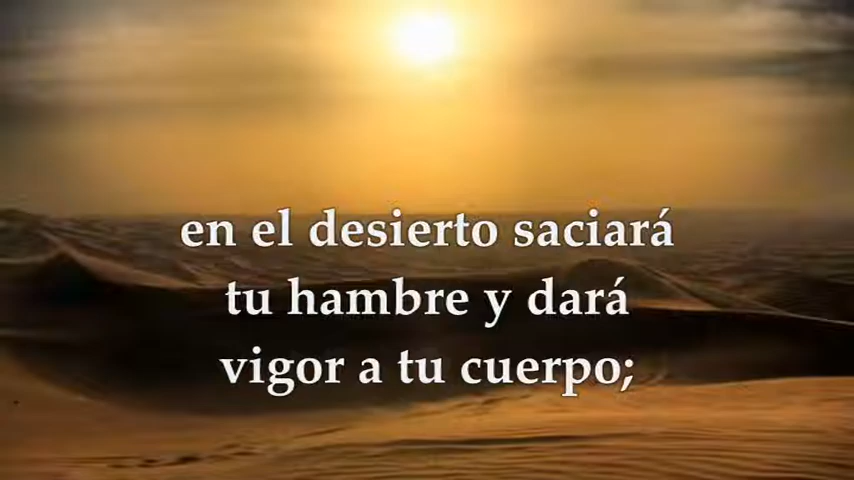 en el desierto saciará
tu hambre y dará
vigor a tu cuerpo;